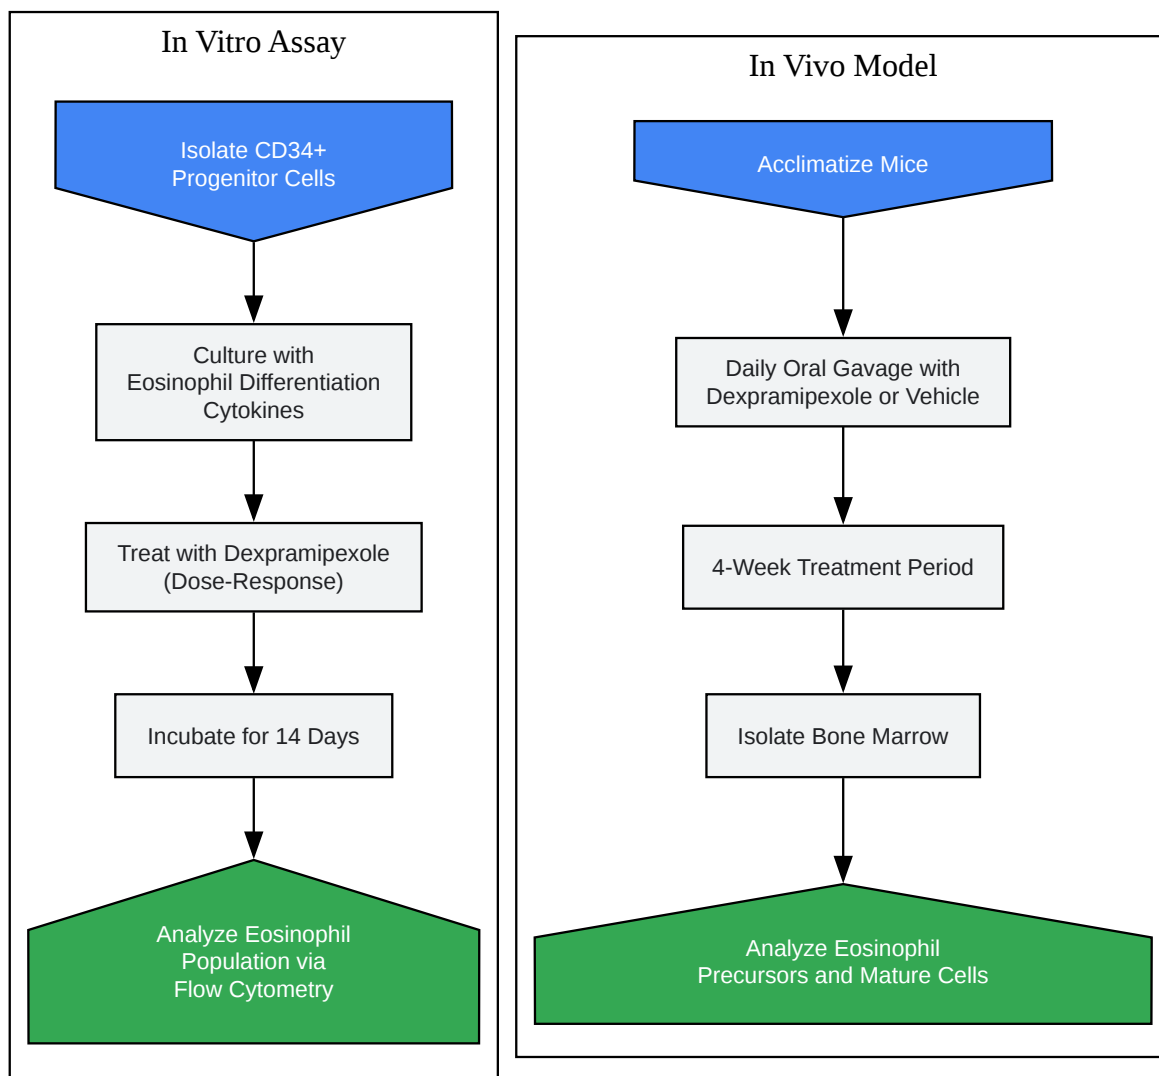 In Vitro Assay
Isolate CD34+
Progenitor Cells
Culture with
Eosinophil Differentiation
Cytokines
Treat with Dexpramipexole
(Dose-Response)
Incubate for 14 Days
Analyze Eosinophil
Population via
Flow Cytometry
In Vivo Model
Acclimatize Mice
Daily Oral Gavage with
Dexpramipexole or Vehicle
4-Week Treatment Period
Isolate Bone Marrow
Analyze Eosinophil
Precursors and Mature Cells